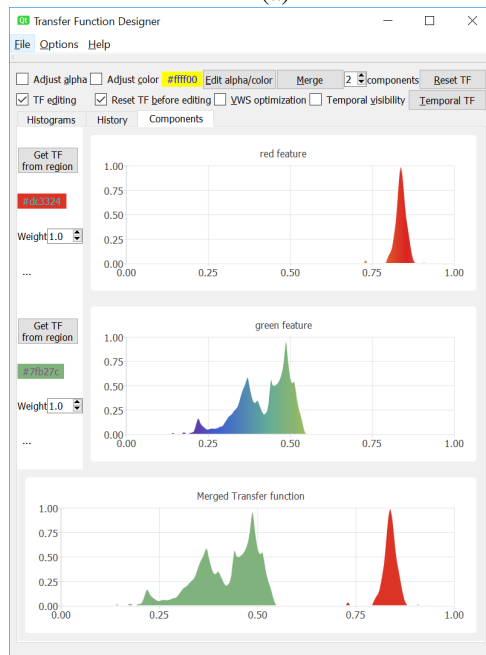 Transfer Function Designer
File Options Help
Adjust alpha Adjust color #ffff00 Edit alpha/color Merge 2 components Reset TF
TF editing Reset TF before editing VWS optimization Temporal visibility Temporal TF
Histograms History Components
Get TF
from region
#dc3324
Weight 1.0
...
red feature
1.00
0.75
0.50
0.25
0.00
0.00 0.25 0.50 0.75 1.00
Get TF
from region
#7fb27c
Weight 1.0
...
green feature
1.00
0.75
0.50
0.25
0.00
0.00 0.25 0.50 0.75 1.00
Merged Transfer function
1.00
0.75
0.50
0.25
0.00
0.00 0.25 0.50 0.75 1.00